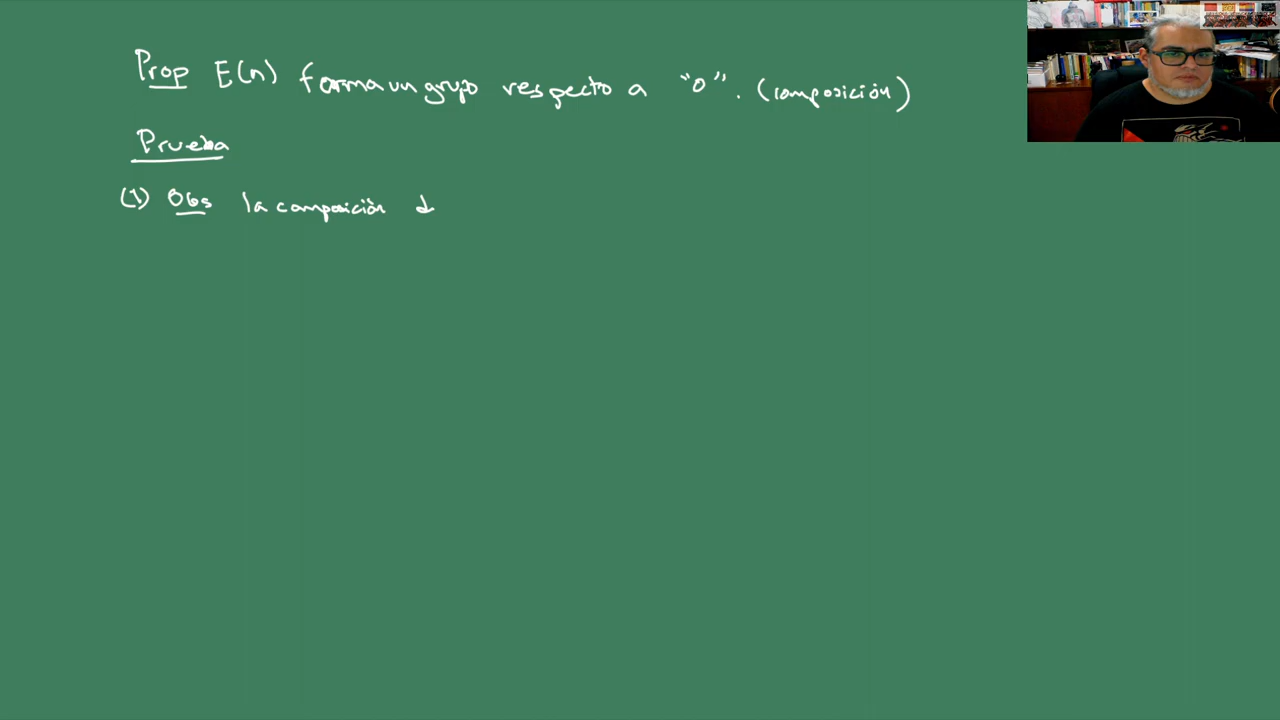 Prop E(n) forma un grupo respecto a "o". (composición)
Prueba
(1) Obs la composición d